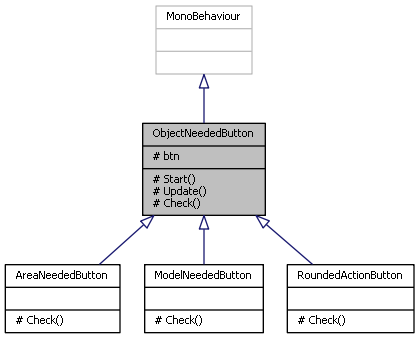 MonoBehaviour
ObjectNeededButton
# btn
# Start()
# Update()
# Check()
AreaNeededButton
# Check()
ModelNeededButton
# Check()
RoundedActionButton
# Check()